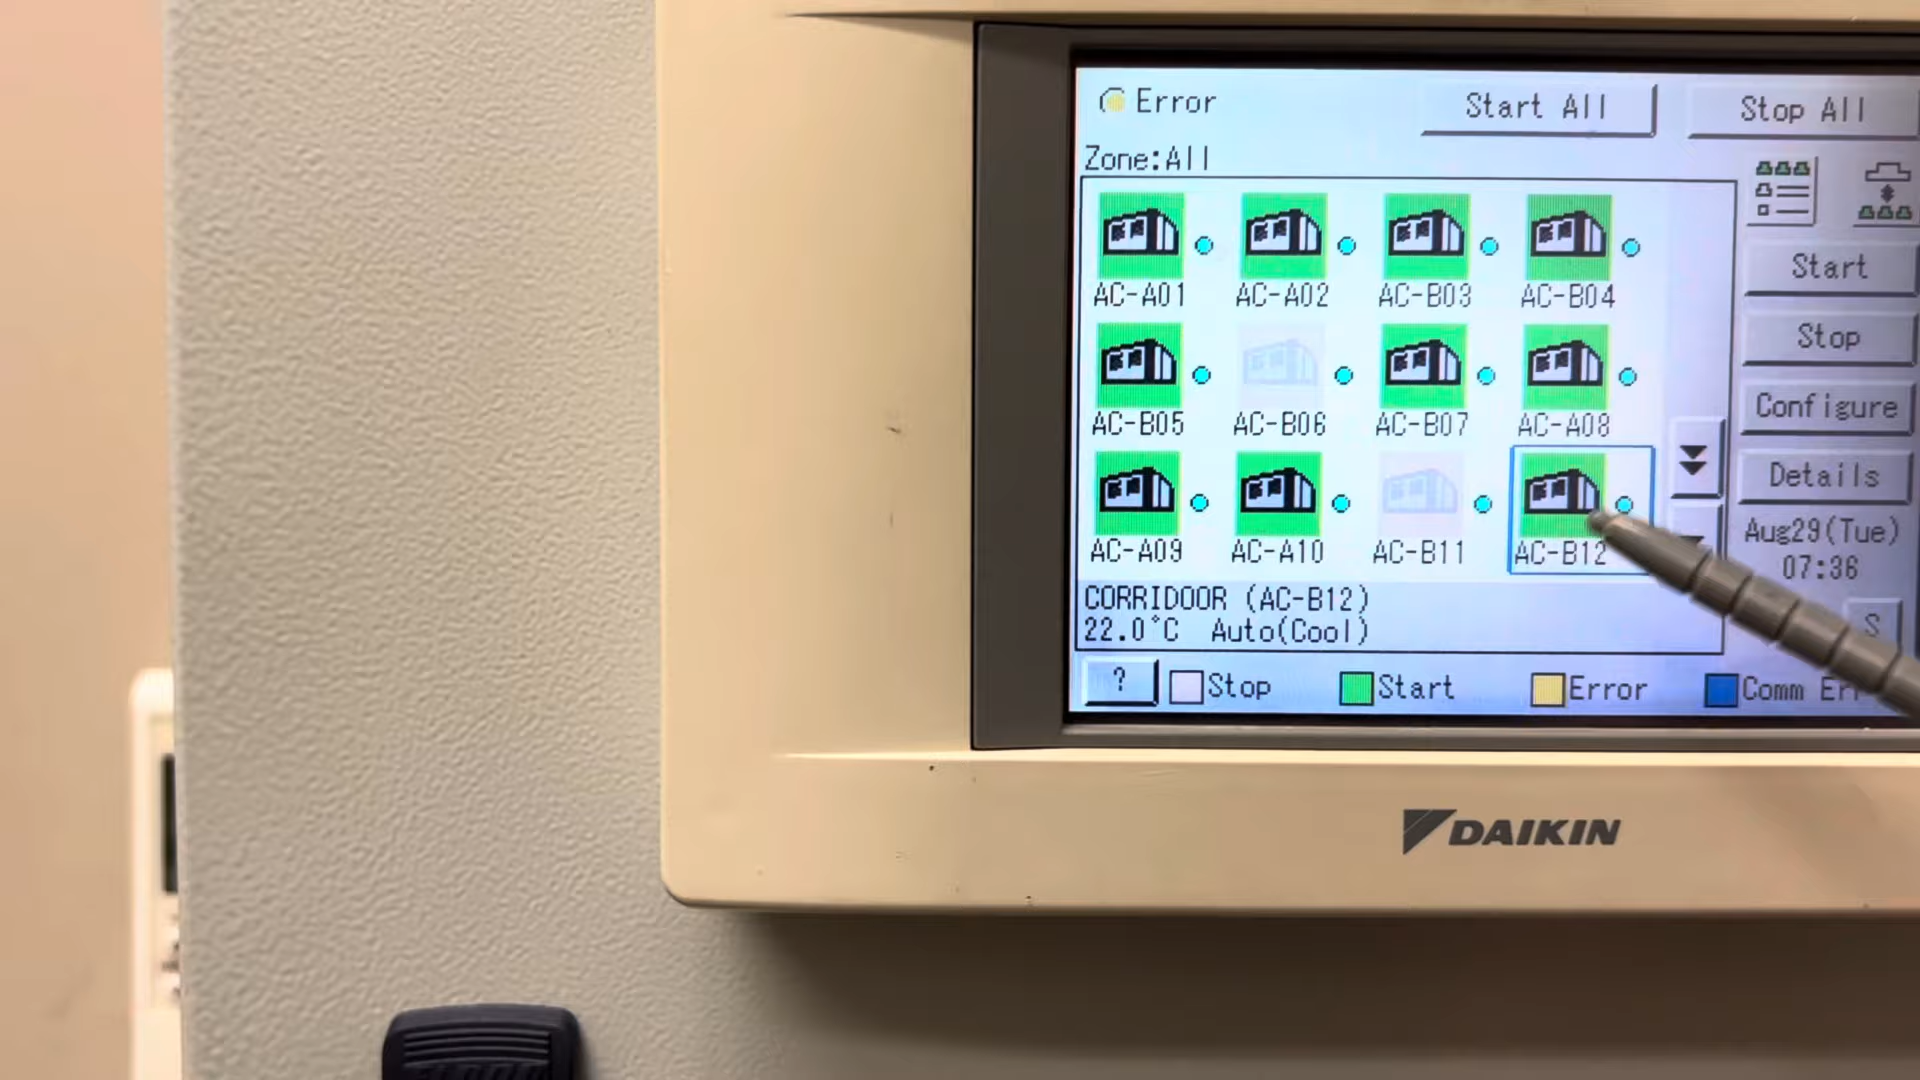 Error
Start All
Stop All
Zone:All
AC-A01
AC-A02
AC-B03
AC-B04
Start
Stop
AC-B05
AC-B06
AC-B07
AC-A08
Configure
Details
AC-A09
AC-A10
AC-B11
AC-B12
Aug29(Tue)
07:36
CORRIDOOR (AC-B12)
22.0°C Auto(Cool)
S
?
Stop
Start
Error
Comm
DAIKIN